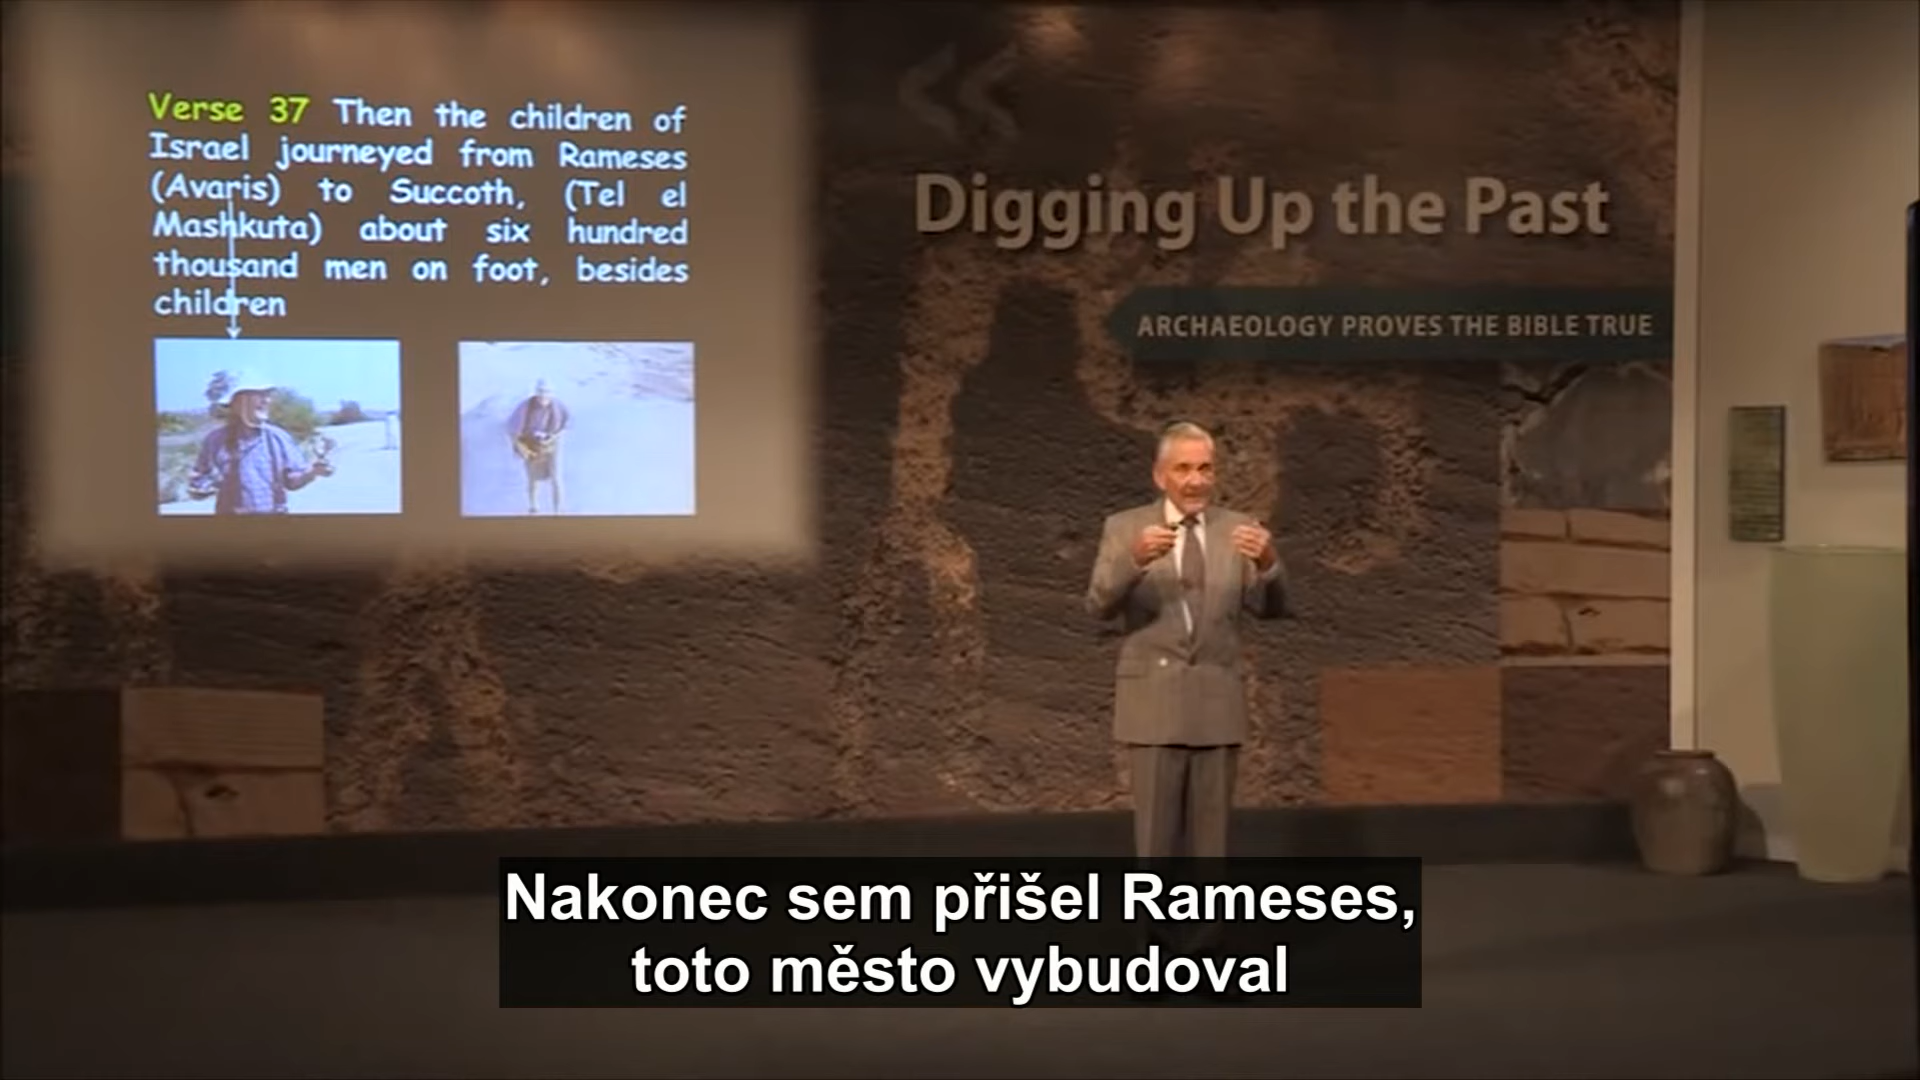 Verse 37 Then the children of
Israel journeyed from Rameses
(Avaris) to Succoth, (Tel el
Mashkuta) about six hundred
thousand men on foot, besides
children
Digging Up the Past
ARCHAEOLOGY PROVES THE BIBLE TRUE
Nakonec sem přišel Rameses,
toto město vybudoval